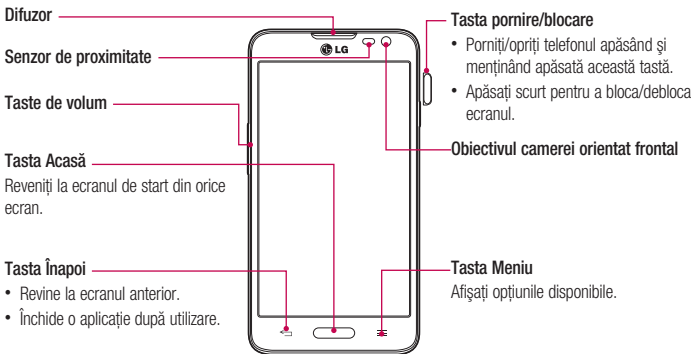 Difuzor
Senzor de proximitate
Taste de volum
Tasta Acasă
Reveniți la ecranul de start din orice
ecran.
Tasta Înapoi
• Revine la ecranul anterior.
• Închide o aplicație după utilizare.
LG
Tasta pornire/blocare
• Porniți/opriți telefonul apăsând şi
menținând apăsată această tastă.
• Apăsați scurt pentru a bloca/debloca
ecranul.
Obiectivul camerei orientat frontal
Tasta Meniu
Afişați opțiunile disponibile.